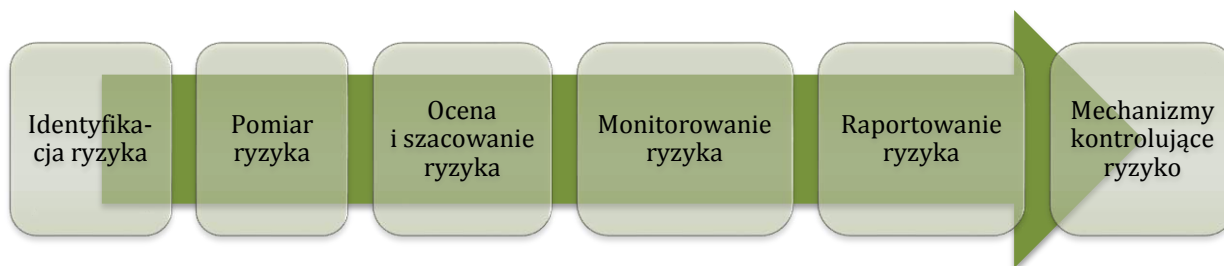 Identyfika-
cja ryzyka
Pomiar
ryzyka
Ocena
i szacowanie
ryzyka
Monitorowanie
ryzyka
Raportowanie
ryzyka
Mechanizmy
kontrolujące
ryzyko